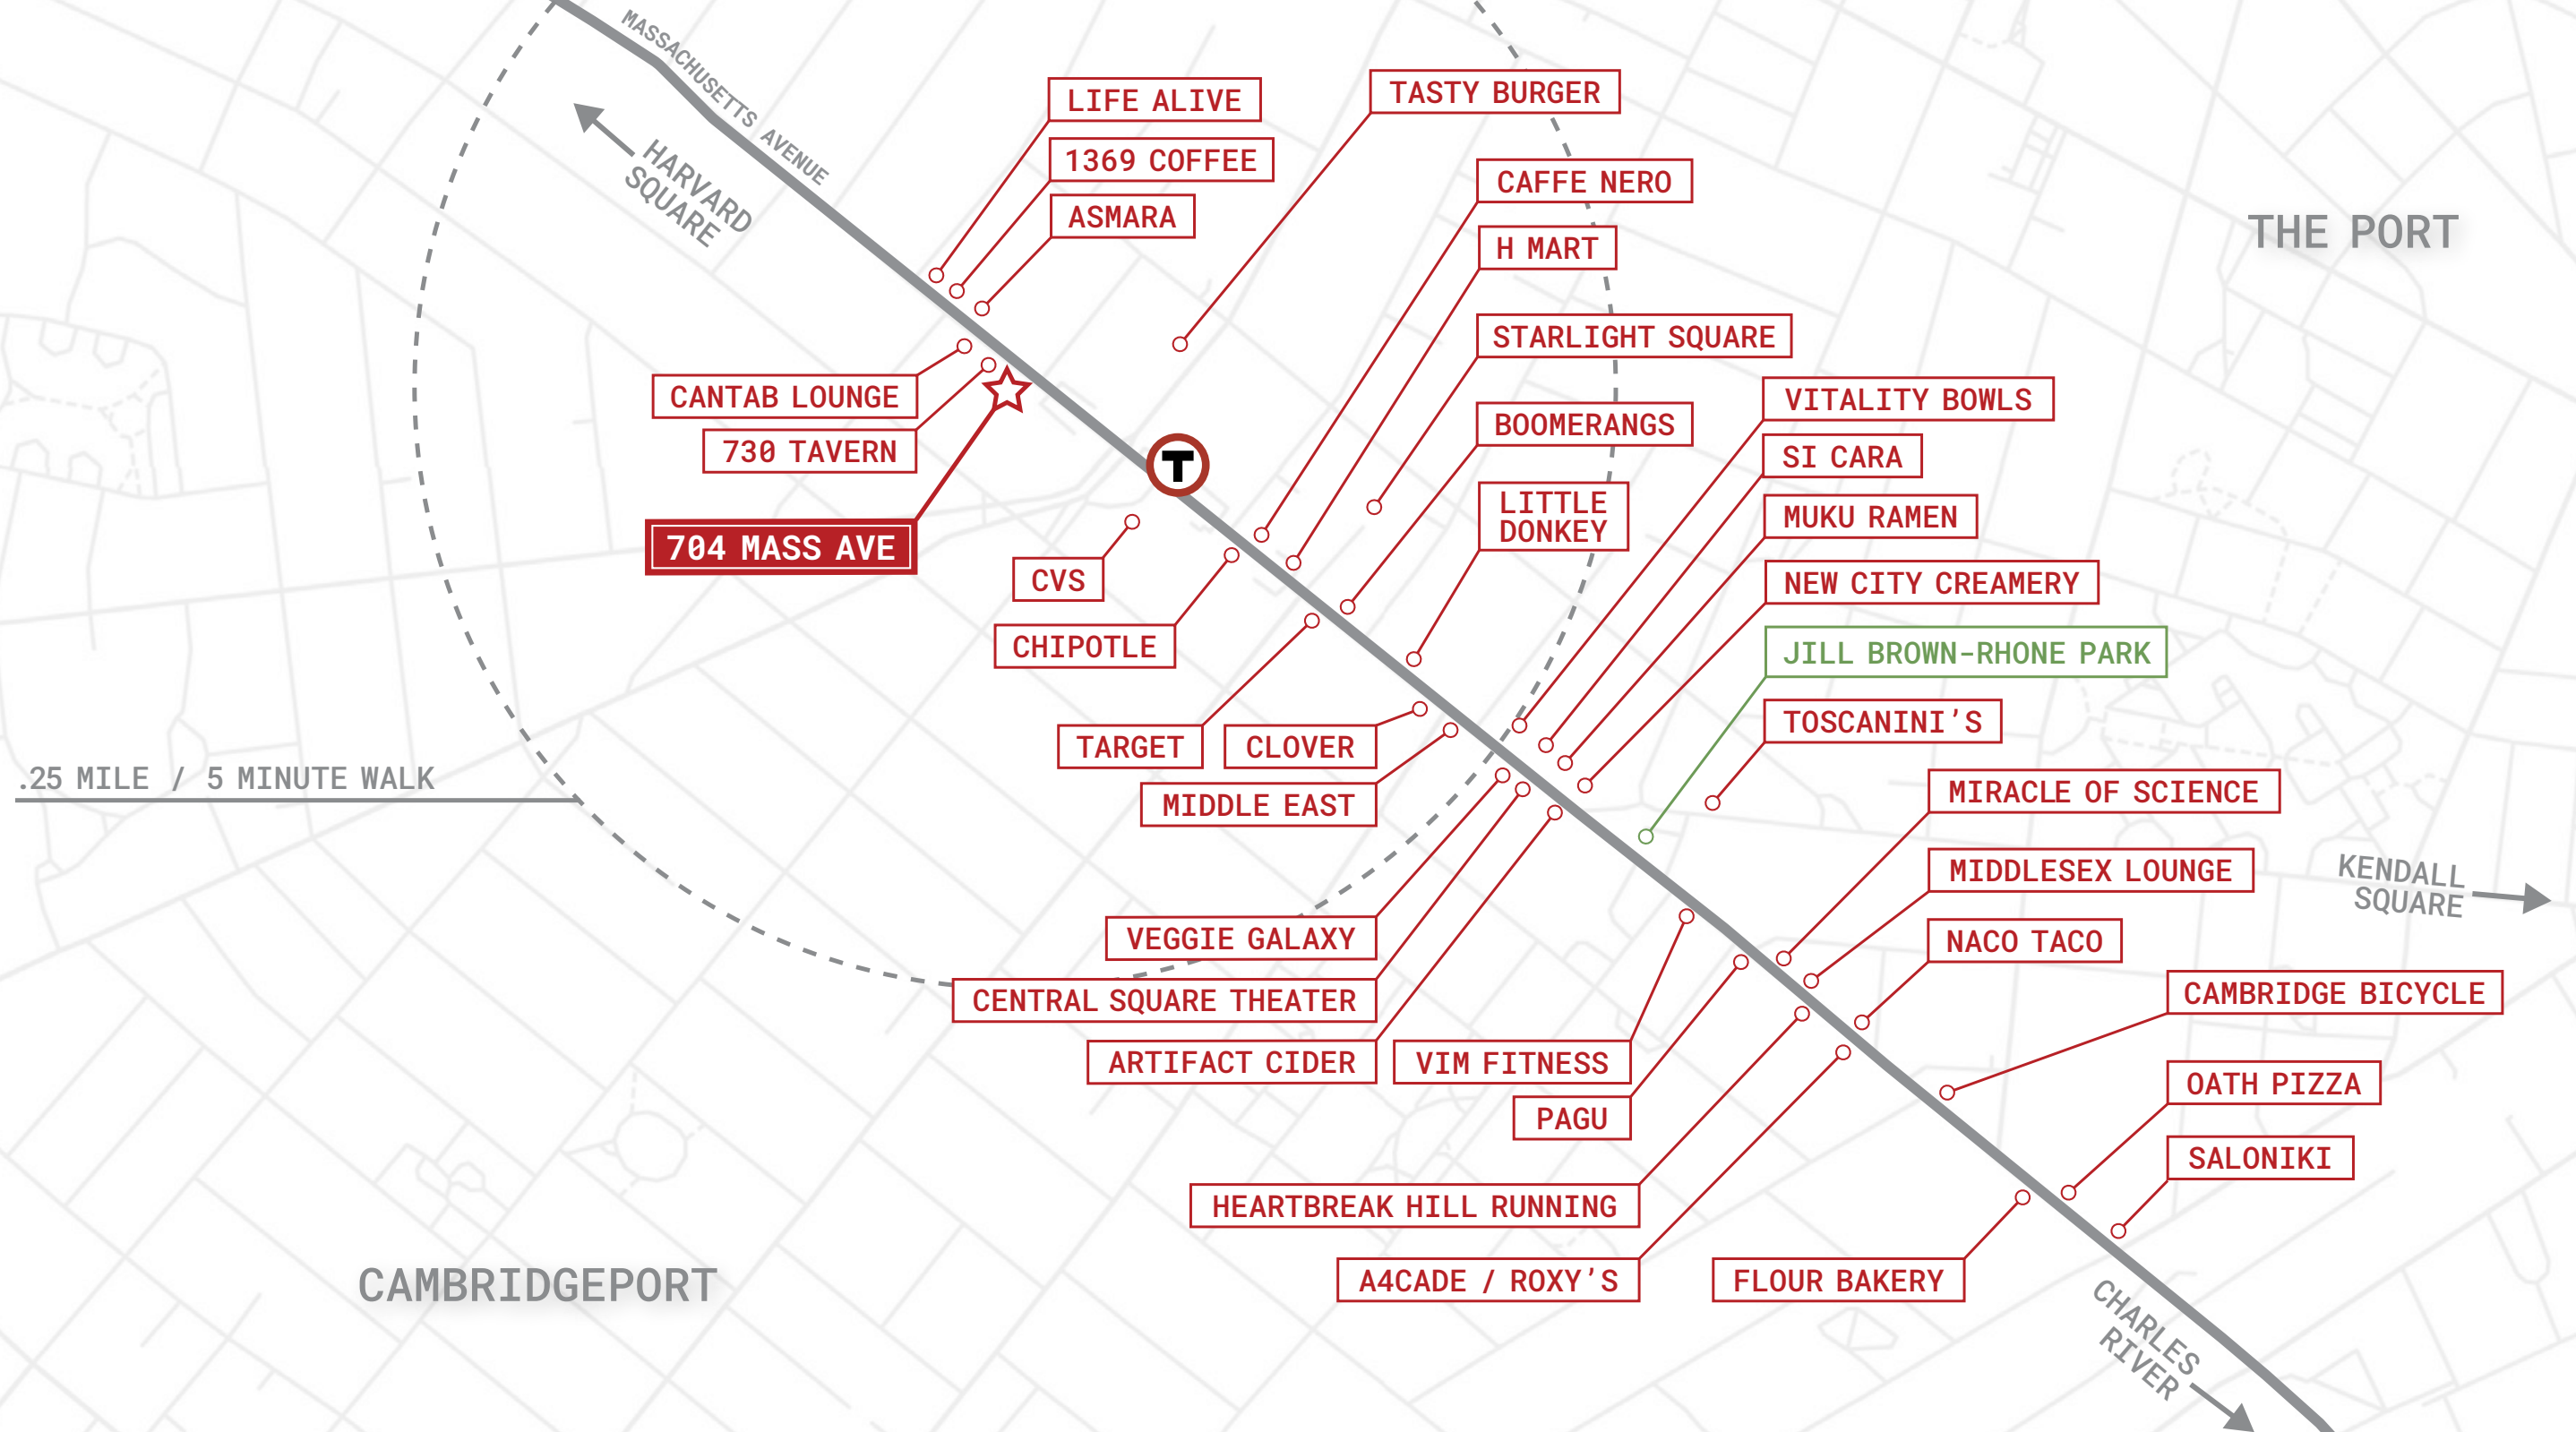 MASSACHUSETTS AVENUE
HARVARD
SQUARE
LIFE ALIVE
1369 COFFEE
ASMARA
TASTY BURGER
CAFFE NERO
H MART
STARLIGHT SQUARE
BOOMERANGS
LITTLE
DONKEY
THE PORT
CANTAB LOUNGE
730 TAVERN
704 MASS AVE
T
CVS
CHIPOTLE
TARGET
CLOVER
MIDDLE EAST
VITALITY BOWLS
SI CARA
MUKU RAMEN
NEW CITY CREAMERY
JILL BROWN-RHONE PARK
TOSCANINI'S
.25 MILE / 5 MINUTE WALK
MIRACLE OF SCIENCE
MIDDLESEX LOUNGE
NACO TACO
KENDALL
SQUARE
VEGGIE GALAXY
CENTRAL SQUARE THEATER
ARTIFACT CIDER
VIM FITNESS
PAGU
CAMBRIDGE BICYCLE
OATH PIZZA
SALONIKI
HEARTBREAK HILL RUNNING
A4CADE / ROXY'S
FLOUR BAKERY
CAMBRIDGEPORT
CHARLES
RIVER